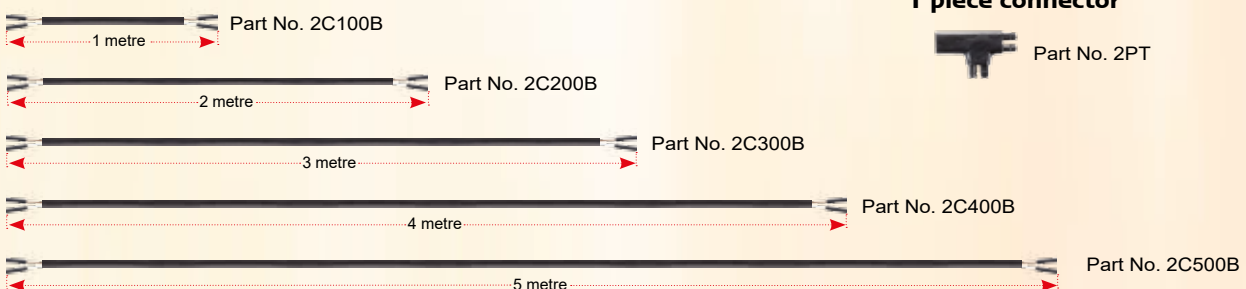 1 piece connector
Part No. 2C100B
1 metre
Part No. 2PT
Part No. 2C200B
2 metre
Part No. 2C300B
3 metre
Part No. 2C400B
4 metre
Part No. 2C500B
5 metre